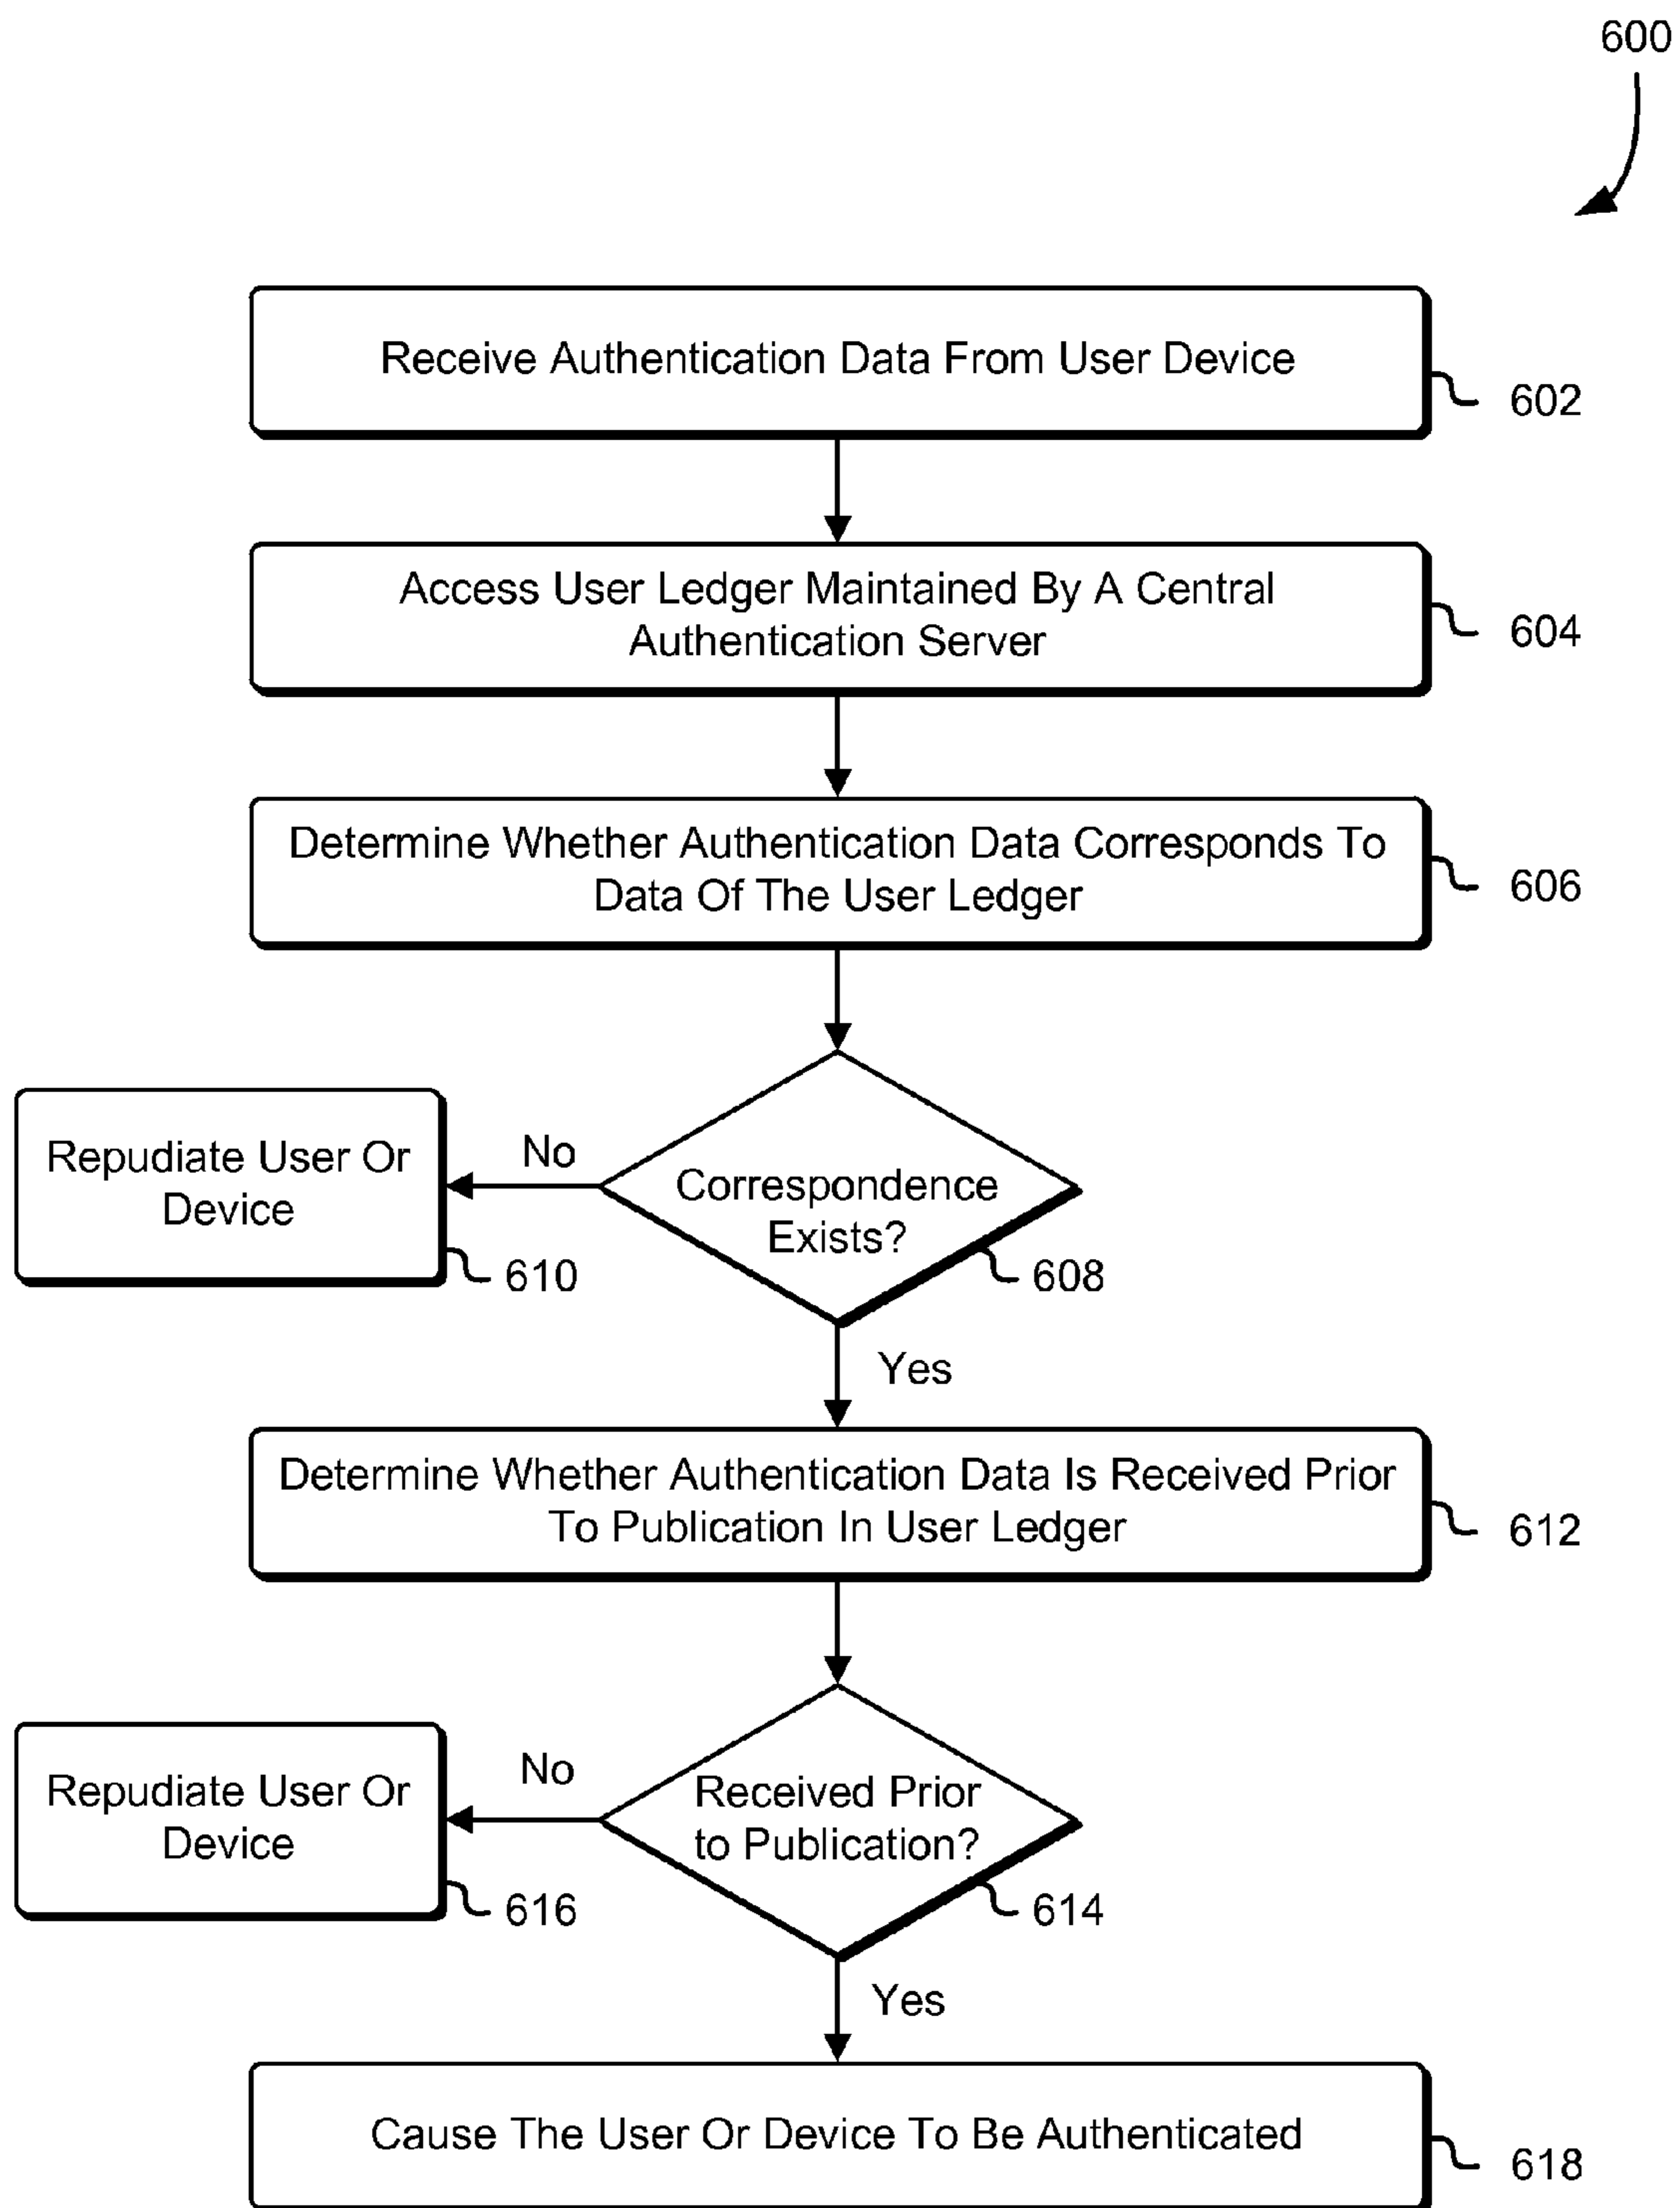 600
Receive Authentication Data From User Device
602
Access User Ledger Maintained By A Central
Authentication Server
604
Determine Whether Authentication Data Corresponds To
Data Of The User Ledger
606
Repudiate User Or
Device
610
No
Correspondence
Exists?
608
Yes
Determine Whether Authentication Data Is Received Prior
To Publication In User Ledger
612
Repudiate User Or
Device
616
No
Received Prior
to Publication?
614
Yes
Cause The User Or Device To Be Authenticated
618